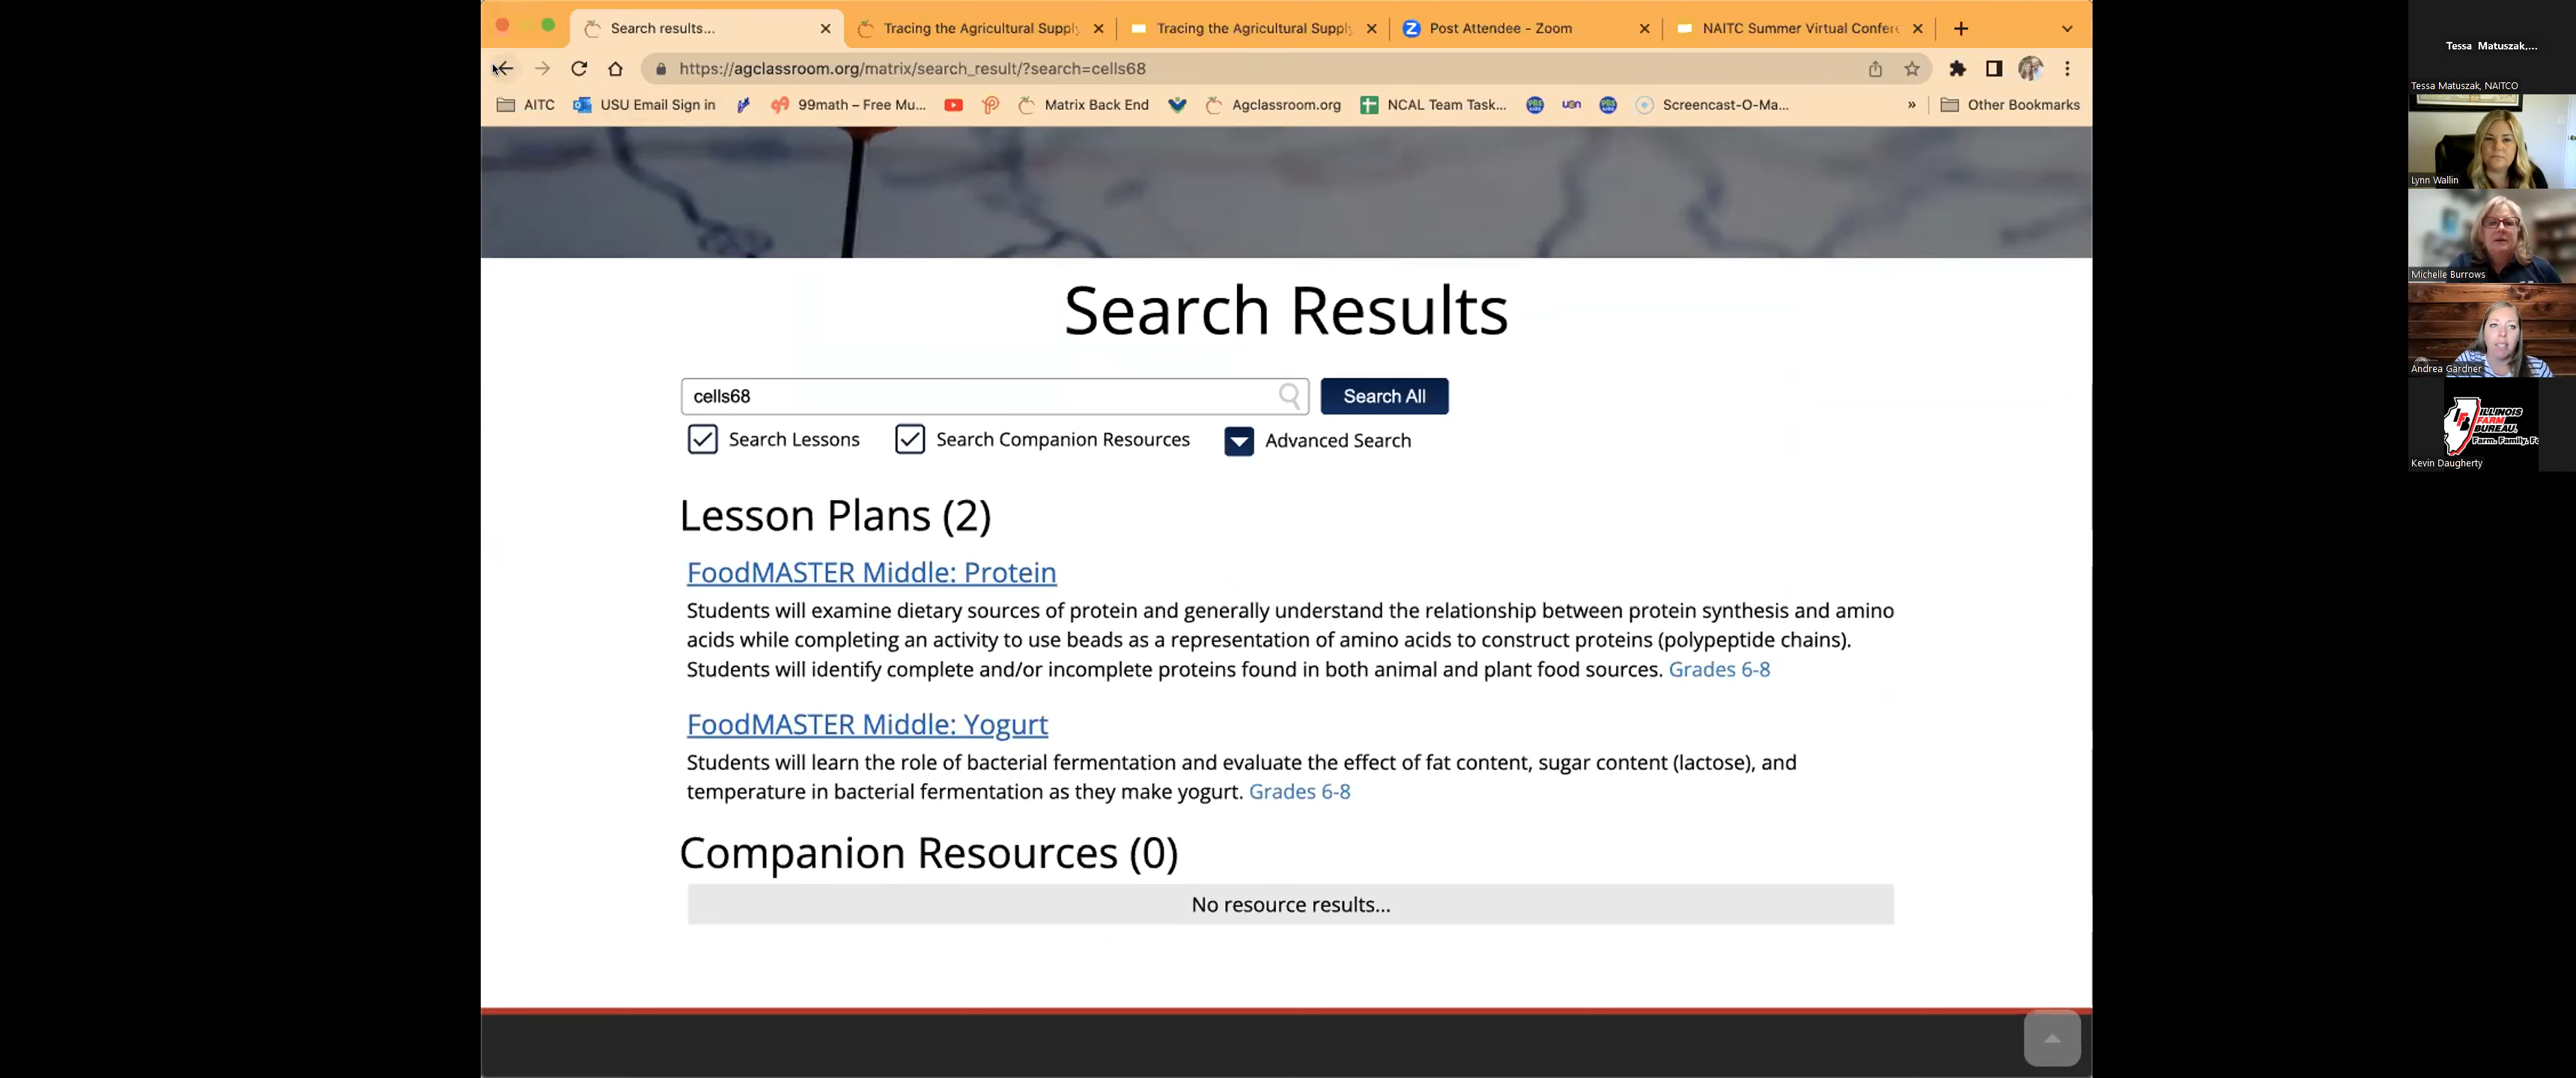 Search results...
Tracing the Agricultural Suppl
Tracing the Agricultural Suppl
Post Attendee - Zoom
NAITC Summer Virtual Confer
https://agclassroom.org/matrix/search_result/?search=cells68
AITC
USU Email Sign in
99math – Free Mu...
Matrix Back End
Agclassroom.org
NCAL Team Task...
Screencast-O-Ma...
»
Other Bookmarks
Search Results
cells68
Search All
Search Lessons
Search Companion Resources
Advanced Search
Lesson Plans (2)
FoodMASTER Middle: Protein
Students will examine dietary sources of protein and generally understand the relationship between protein synthesis and amino
acids while completing an activity to use beads as a representation of amino acids to construct proteins (polypeptide chains).
Students will identify complete and/or incomplete proteins found in both animal and plant food sources. Grades 6-8
FoodMASTER Middle: Yogurt
Students will learn the role of bacterial fermentation and evaluate the effect of fat content, sugar content (lactose), and
temperature in bacterial fermentation as they make yogurt. Grades 6-8
Companion Resources (0)
No resource results...
Tessa Matuszak,...
Tessa Matuszak, NAITCO
Lynn Wallin
Michelle Burrows
Andrea Gardner
ILLINOIS
FARM
BUREAU.
Farm. Family. Fo
Kevin Daugherty